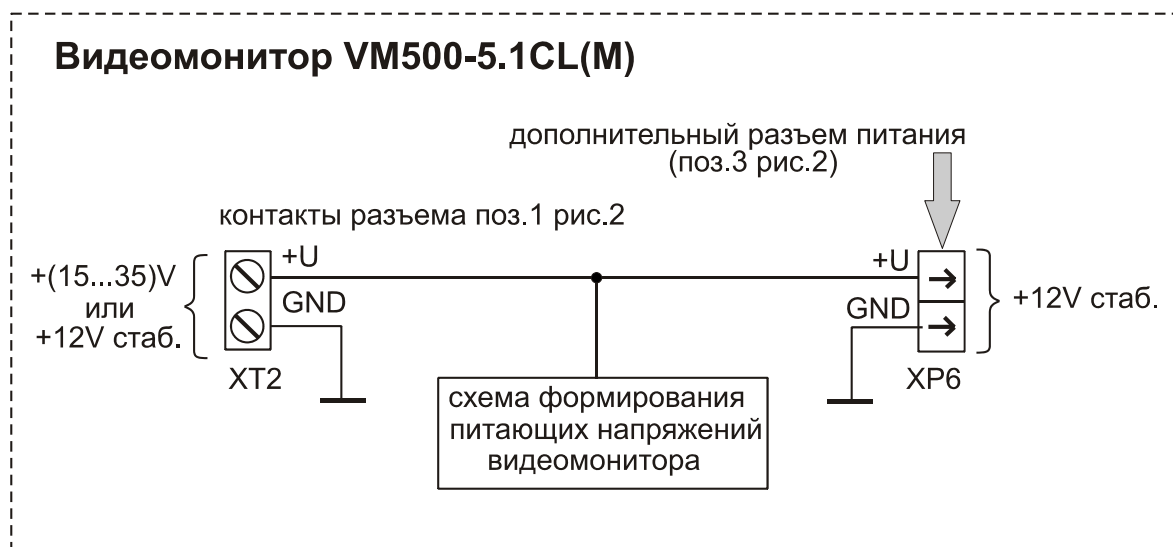 Видеомонитор VM500-5.1CL(M)
дополнительный разъем питания
(поз.3 рис.2)
контакты разъема поз.1 рис.2
+(15...35)V
или
+12V стаб.
+U
GND
XT2
+U
GND
XP6
+12V стаб.
схема формирования
питающих напряжений
видеомонитора